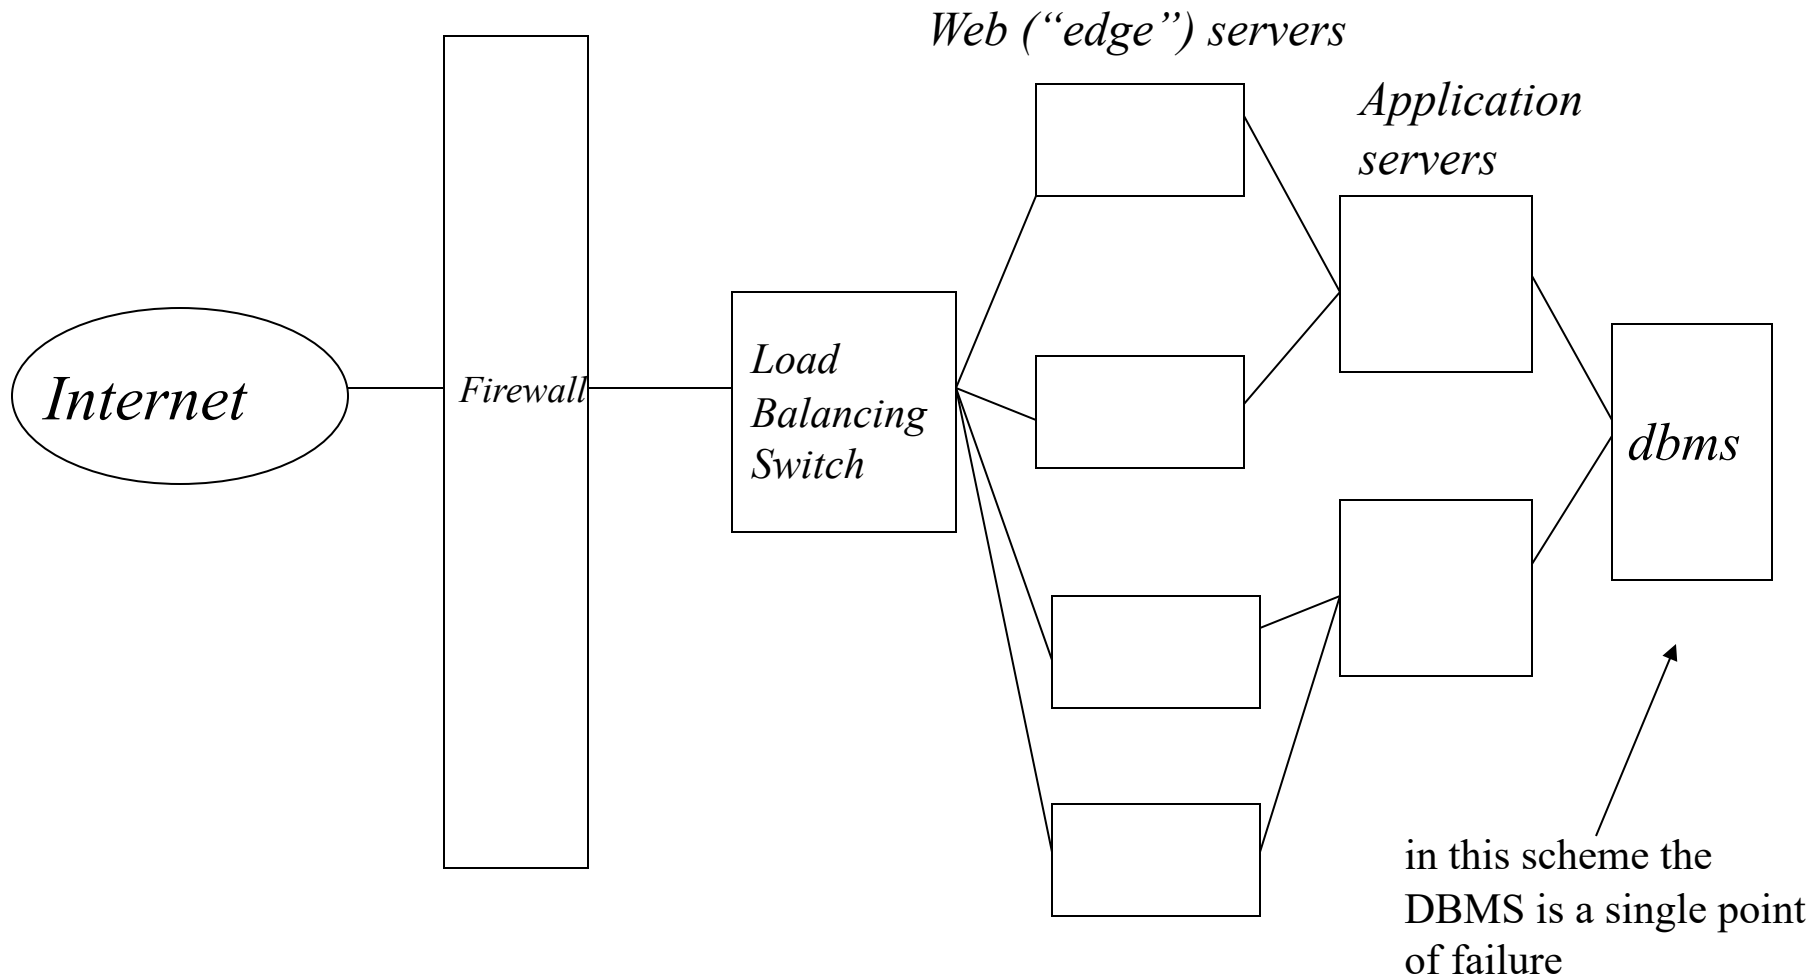 Web (“edge”) servers
Application
servers
Internet
Firewall
Load
Balancing
Switch
dbms
in this scheme the
DBMS is a single point
of failure